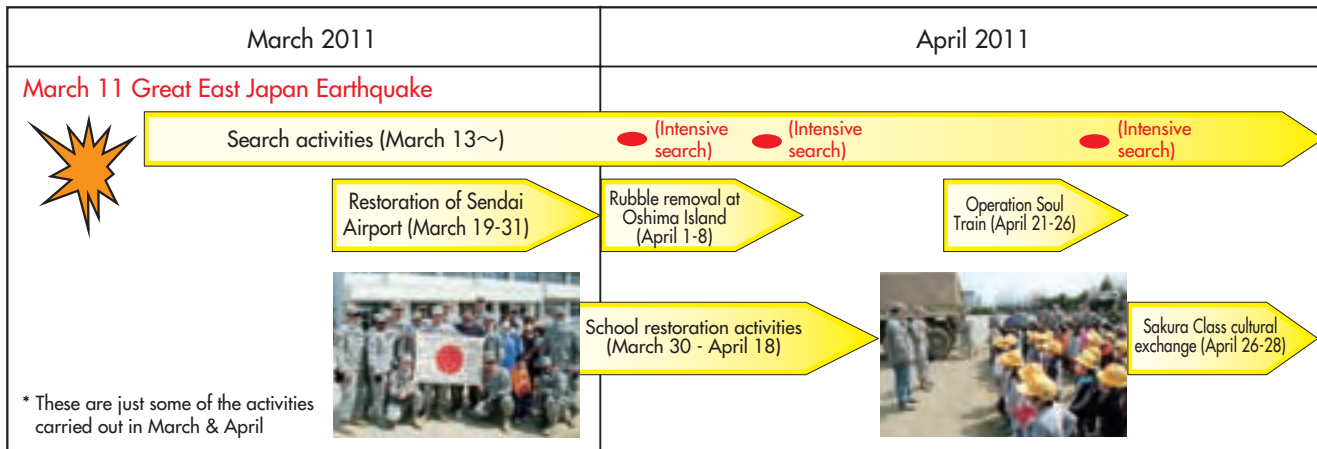 March 2011
April 2011
March 11 Great East Japan Earthquake
Search activities (March 13～)
(Intensive
search)
(Intensive
search)
(Intensive
search)
Restoration of Sendai
Airport (March 19-31)
Rubble removal at
Oshima Island
(April 1-8)
Operation Soul
Train (April 21-26)
School restoration activities
(March 30 - April 18)
Sakura Class cultural
exchange (April 26-28)
* These are just some of the activities
carried out in March & April